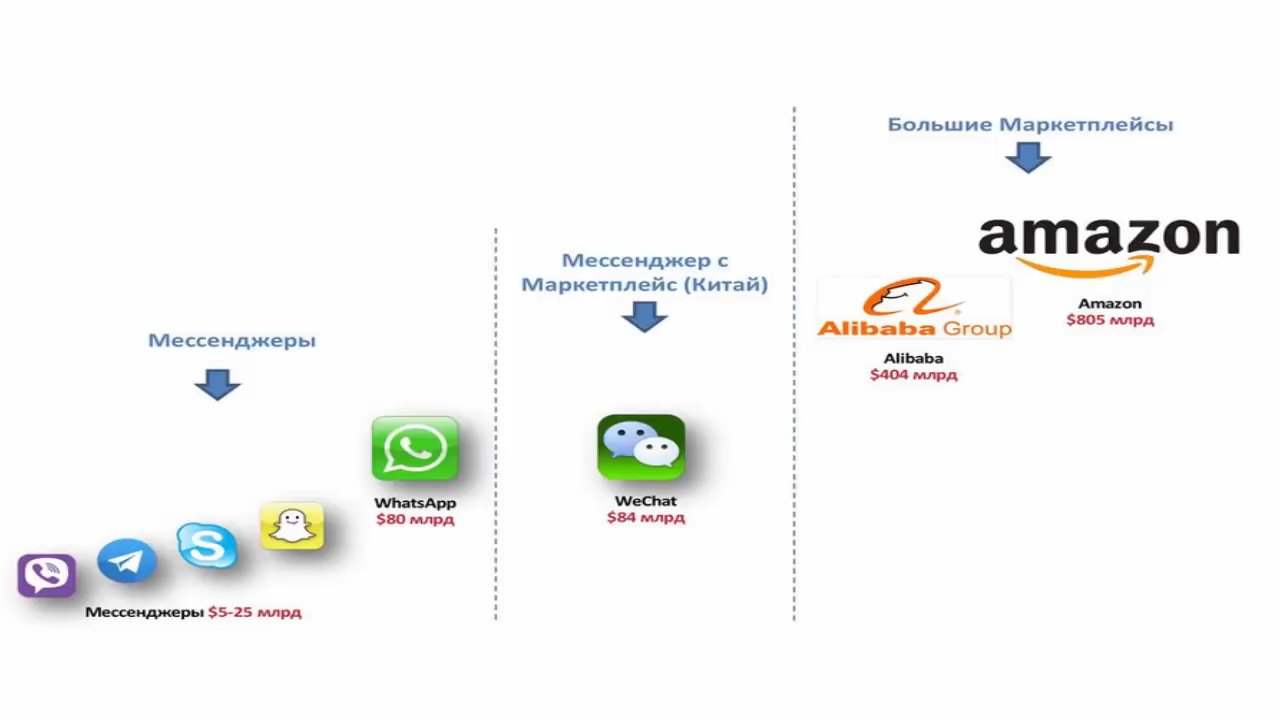 Большие Маркетплейсы
amazon
Мессенджер с
Маркетплейс (Китай)
Alibaba Group
Amazon
$805 млрд
Мессенджеры
Alibaba
$404 млрд
WhatsApp
$80 млрд
WeChat
$84 млрд
S
Мессенджеры $5-25 млрд